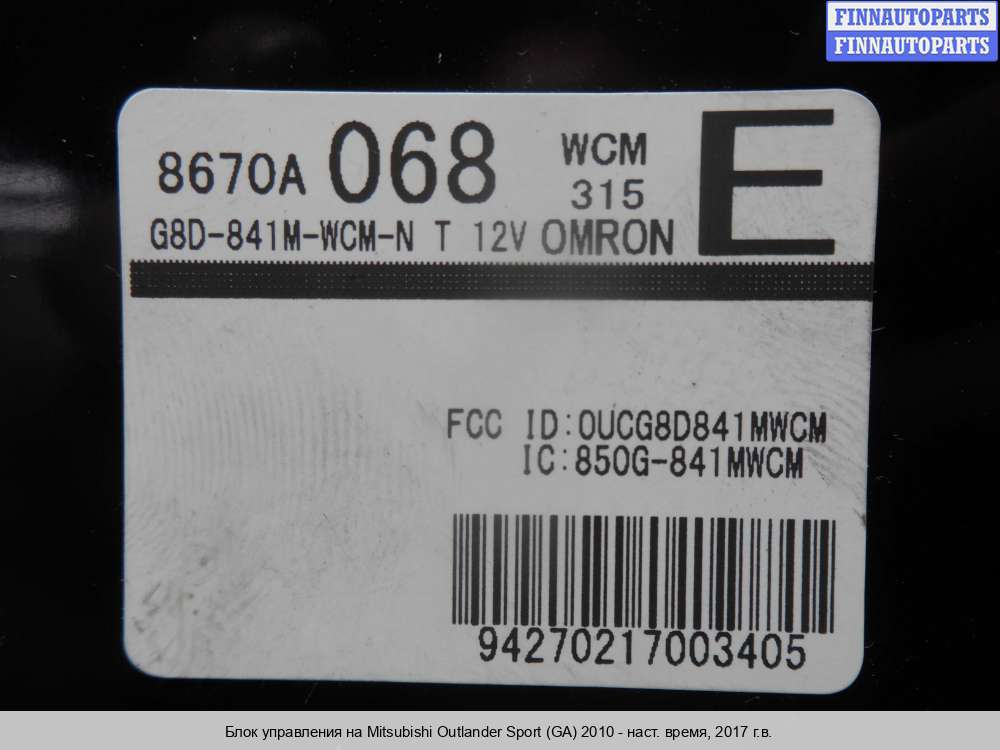 FINNAUTOPARTS
FINNAUTOPARTS
8670A 068 WCM E
315
G8D-841M-WCM-N T 12V OMRON
FCC ID:OUCG8D841MWCM
IC:850G-841MWCM
94270217003405
Блок управления на Mitsubishi Outlander Sport (GA) 2010 - наст. время, 2017 г.в.